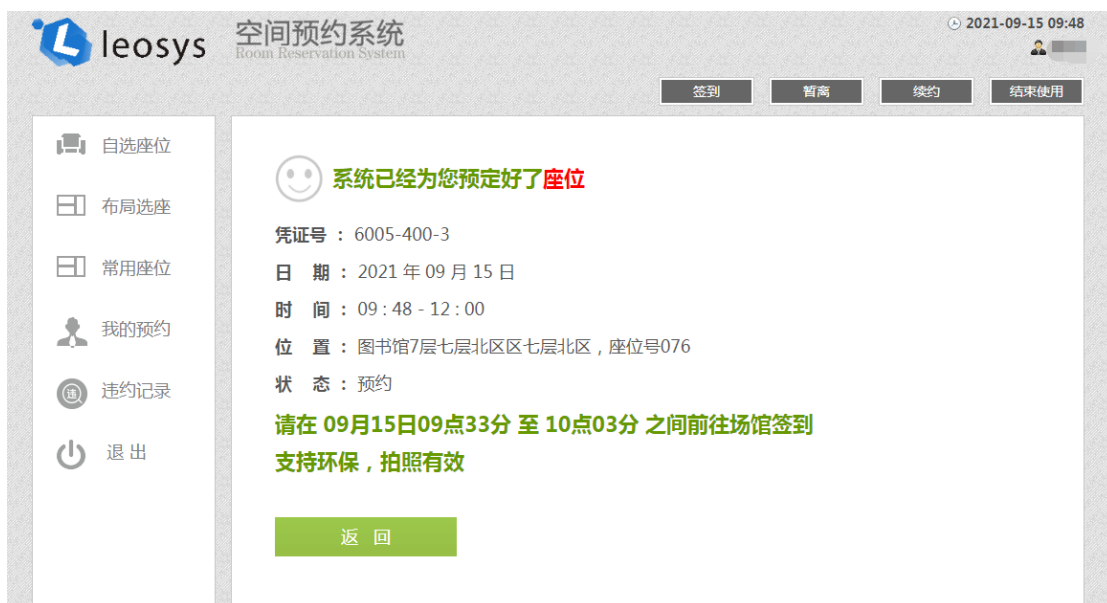 leosys
空间预约系统
Room Reservation System
2021-09-15 09:48
签到 暂离 续约 结束使用
自选座位
布局选座
常用座位
我的预约
违约记录
退 出
系统已经为您预定好了座位
凭证号 : 6005-400-3
日 期 : 2021 年 09 月 15 日
时 间 : 09 : 48 - 12 : 00
位 置 : 图书馆7层七层北区区七层北区，座位号076
状 态 : 预约
请在 09月15日09点33分 至 10点03分 之间前往场馆签到
支持环保，拍照有效
返 回